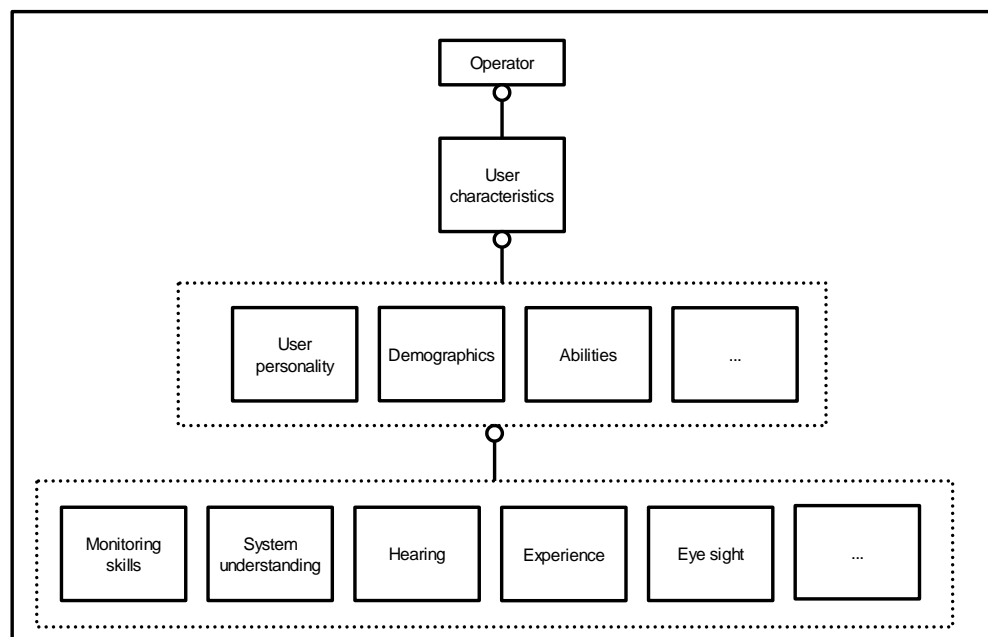 Operator
User
characteristics
User
personality
Demographics
Abilities
...
Monitoring
skills
System
understanding
Hearing
Experience
Eye sight
...